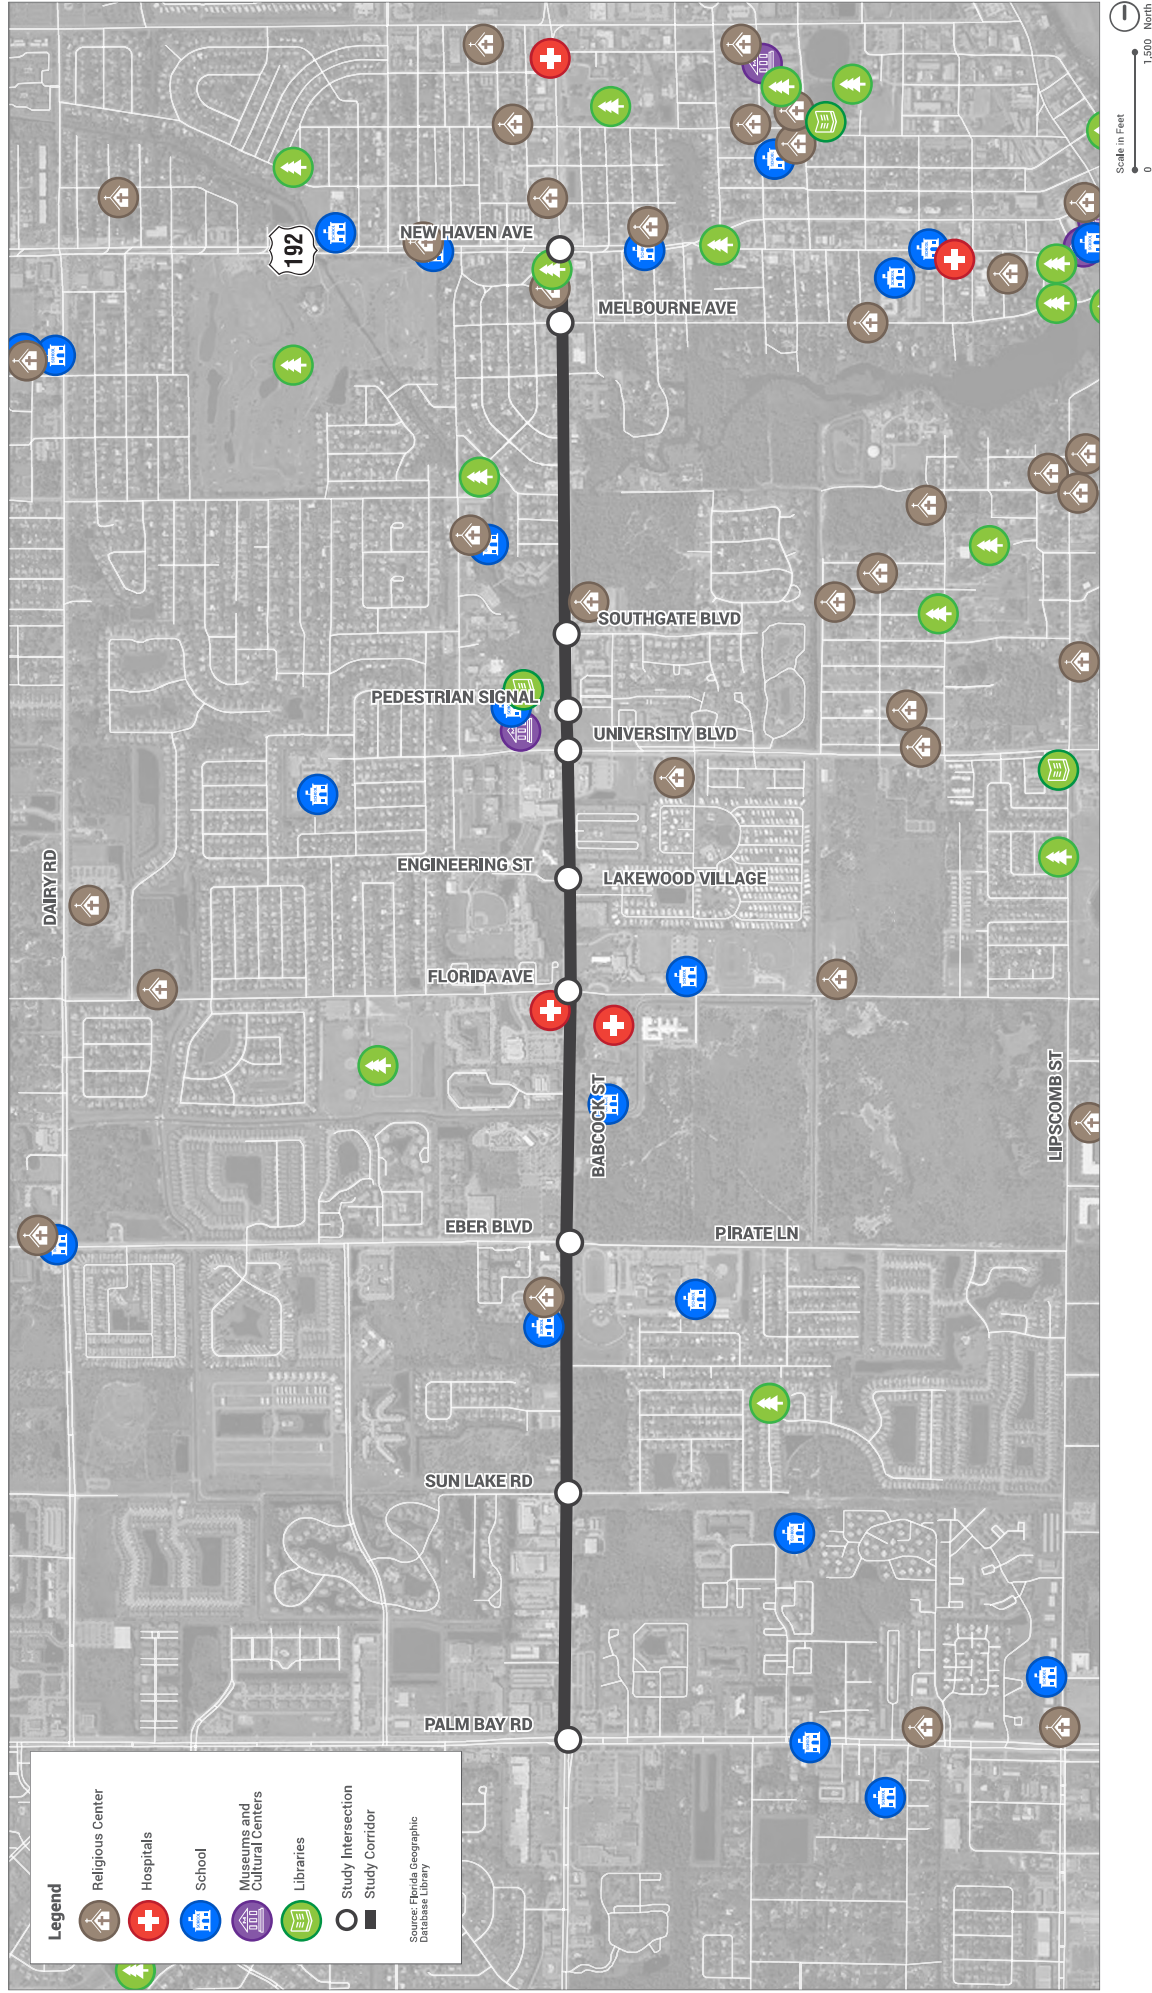 North
Scale in Feet
0
1,500
192
NEW HAVEN AVE
MELBOURNE AVE
SOUTHGATE BLVD
PEDESTRIAN SIGNAL
UNIVERSITY BLVD
ENGINEERING ST
LAKEWOOD VILLAGE
DAIRY RD
FLORIDA AVE
BABCOCK ST
LIPSCOMB ST
EBER BLVD
PIRATE LN
SUN LAKE RD
PALM BAY RD
Legend
Religious Center
Hospitals
School
Museums and
Cultural Centers
Libraries
Study Intersection
Study Corridor
Source: Florida Geographic
Database Library